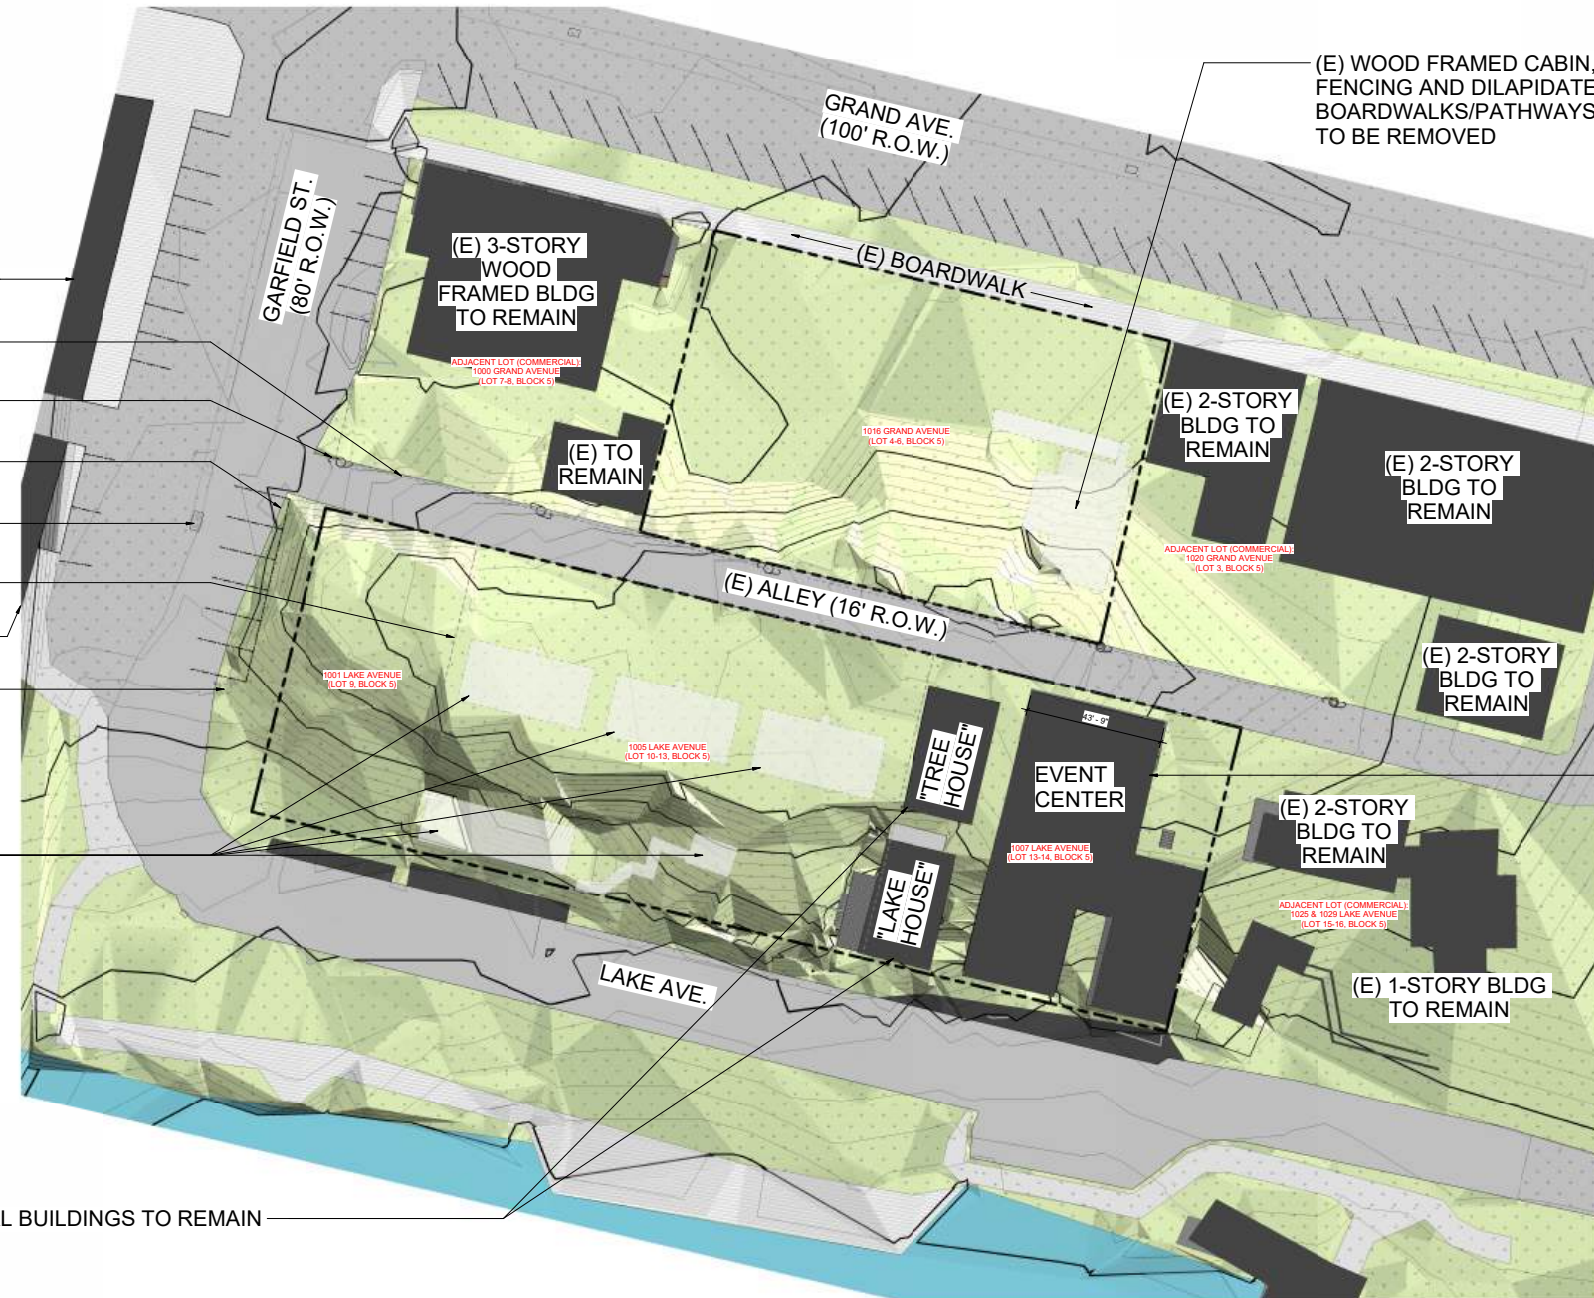 (E) WOOD FRAMED CABIN,
FENCING AND DILAPIDATE
BOARDWALKS/PATHWAYS
TO BE REMOVED
GRAND AVE.
(100' R.O.W.)
GARFIELD ST.
(80' R.O.W.)
(E) 3-STORY
WOOD
FRAMED BLDG
TO REMAIN
ADJACENT LOT (COMMERCIAL):
1000 GRAND AVENUE
(LOT 7-8, BLOCK 5)
(E) BOARDWALK
(E) TO
REMAIN
1016 GRAND AVENUE
(LOT 4-6, BLOCK 5)
(E) 2-STORY
BLDG TO
REMAIN
(E) 2-STORY
BLDG TO
REMAIN
ADJACENT LOT (COMMERCIAL):
1020 GRAND AVENUE
(LOT 3, BLOCK 5)
(E) ALLEY (16' R.O.W.)
(E) 2-STORY
BLDG TO
REMAIN
1001 LAKE AVENUE
(LOT 9, BLOCK 5)
1005 LAKE AVENUE
(LOT 10-13, BLOCK 5)
43' - 9"
"TREE
HOUSE"
EVENT
CENTER
1007 LAKE AVENUE
(LOT 13-14, BLOCK 5)
(E) 2-STORY
BLDG TO
REMAIN
"LAKE
HOUSE"
ADJACENT LOT (COMMERCIAL):
1025 & 1029 LAKE AVENUE
(LOT 15-16, BLOCK 5)
(E) 1-STORY BLDG
TO REMAIN
LAKE AVE.
L BUILDINGS TO REMAIN